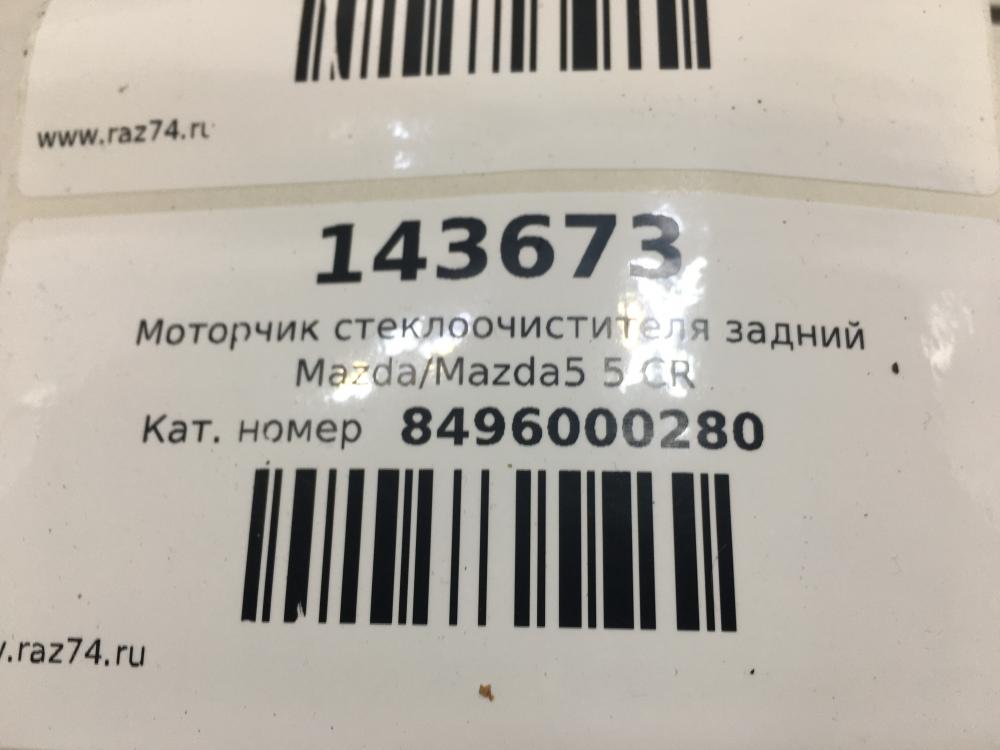 www.raz74.ru
143673
Моторчик стеклоочистителя задний
Mazda/Mazda5 5 CR
Кат. номер 8496000280
.raz74.ru